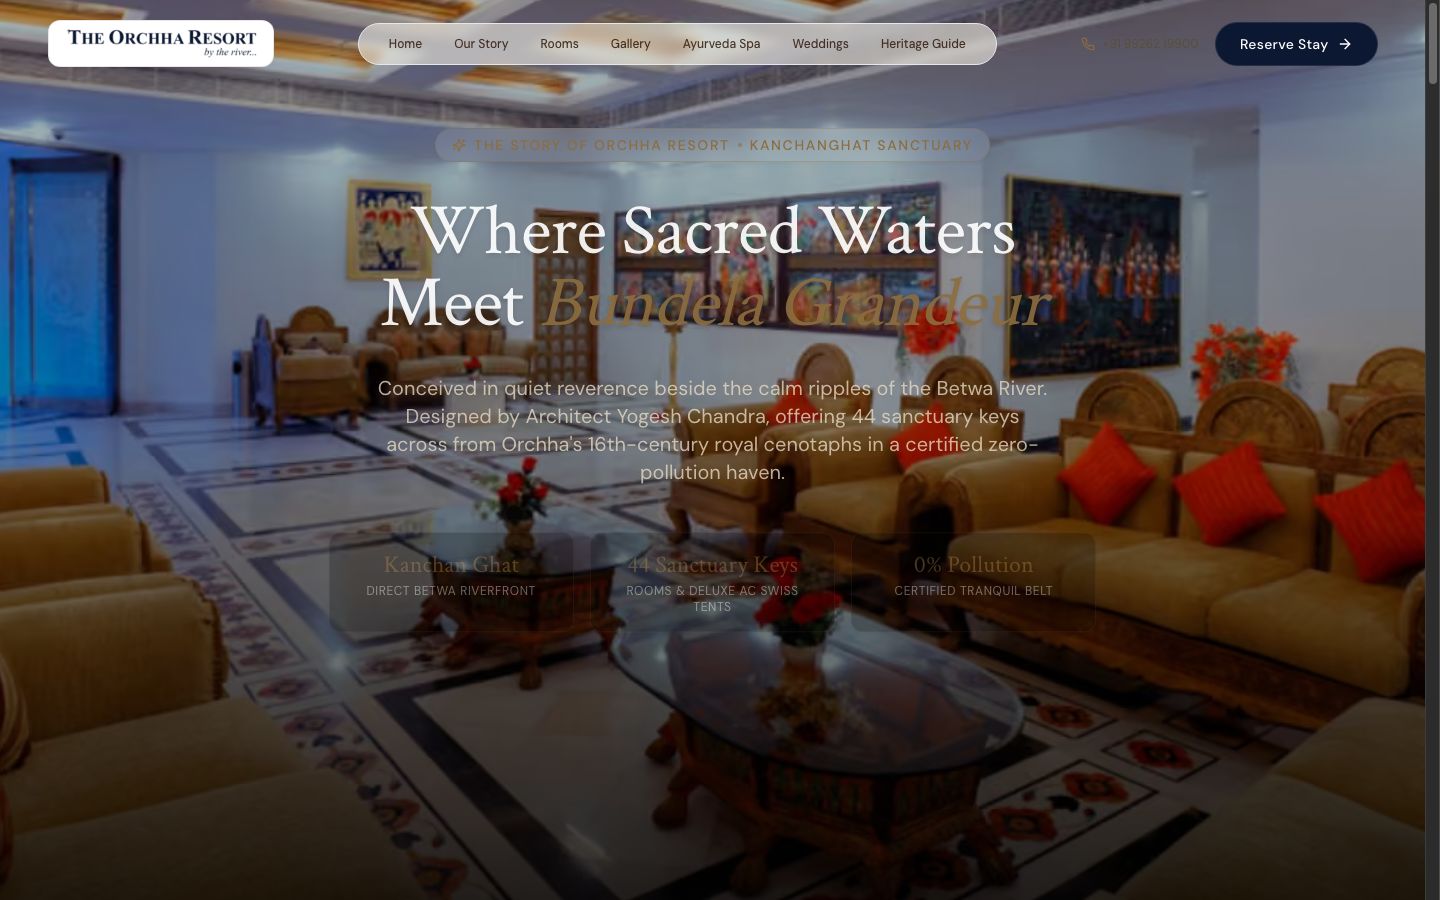 THE ORCHHA RESORT
by the river...
Home
Our Story
Rooms
Gallery
Ayurveda Spa
Weddings
Heritage Guide
+91 99262 19900
Reserve Stay
THE STORY OF ORCHHA RESORT • KANCHANGHAT SANCTUARY
Where Sacred Waters
Meet Bundela Grandeur
Conceived in quiet reverence beside the calm ripples of the Betwa River.
Designed by Architect Yogesh Chandra, offering 44 sanctuary keys
across from Orchha's 16th-century royal cenotaphs in a certified zero-
pollution haven.
Kanchan Ghat
DIRECT BETWA RIVERFRONT
44 Sanctuary Keys
ROOMS & DELUXE AC SWISS
TENTS
0% Pollution
CERTIFIED TRANQUIL BELT